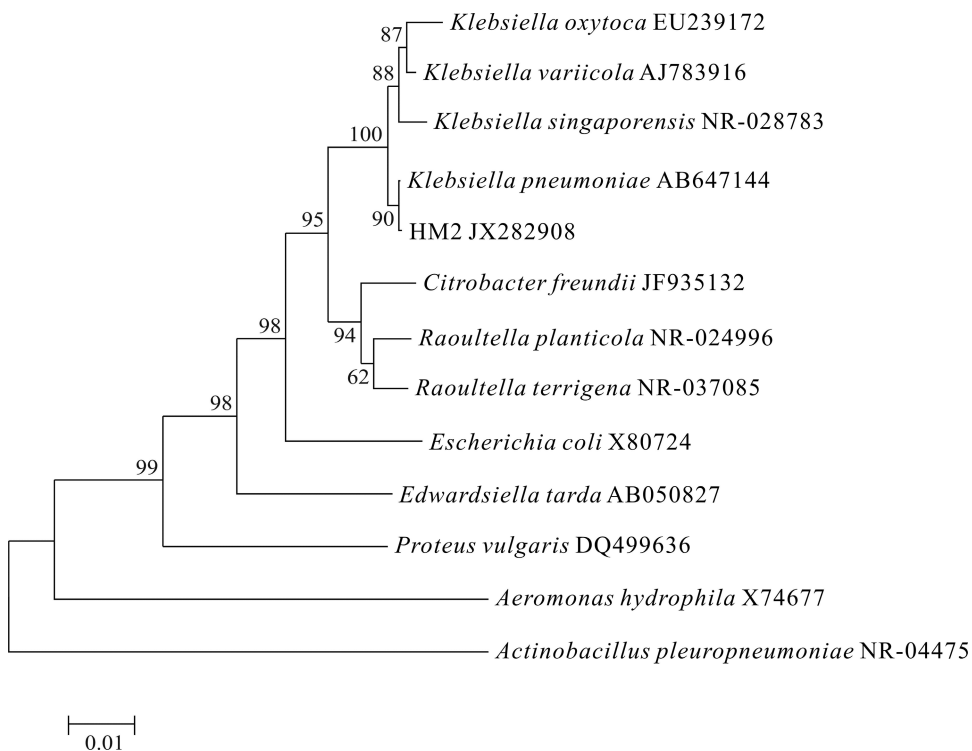 87
Klebsiella oxytoca EU239172
88
Klebsiella variicola AJ783916
Klebsiella singaporensis NR-028783
100
Klebsiella pneumoniae AB647144
90
HM2 JX282908
95
Citrobacter freundii JF935132
94
98
Raoultella planticola NR-024996
62
Raoultella terrigena NR-037085
98
Escherichia coli X80724
99
Edwardsiella tarda AB050827
Proteus vulgaris DQ499636
Aeromonas hydrophila X74677
Actinobacillus pleuropneumoniae NR-04475
0.01